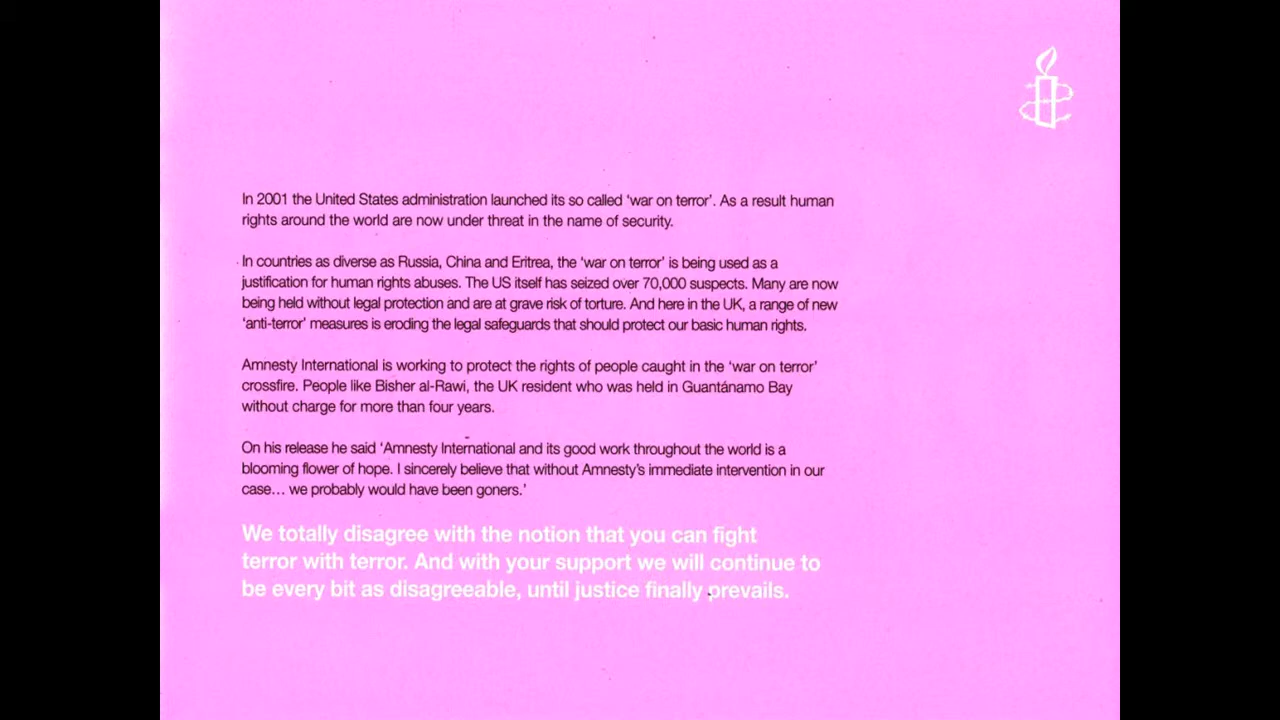 In 2001 the United States administration launched its so called ‘war on terror’. As a result human
rights around the world are now under threat in the name of security.
In countries as diverse as Russia, China and Eritrea, the ‘war on terror’ is being used as a
justification for human rights abuses. The US itself has seized over 70,000 suspects. Many are now
being held without legal protection and are at grave risk of torture. And here in the UK, a range of new
‘anti-terror’ measures is eroding the legal safeguards that should protect our basic human rights.
Amnesty International is working to protect the rights of people caught in the ‘war on terror’
crossfire. People like Bisher al-Rawi, the UK resident who was held in Guantánamo Bay
without charge for more than four years.
On his release he said ‘Amnesty International and its good work throughout the world is a
blooming flower of hope. I sincerely believe that without Amnesty’s immediate intervention in our
case… we probably would have been goners.’
We totally disagree with the notion that you can fight
terror with terror. And with your support we will continue to
be every bit as disagreeable, until justice finally prevails.